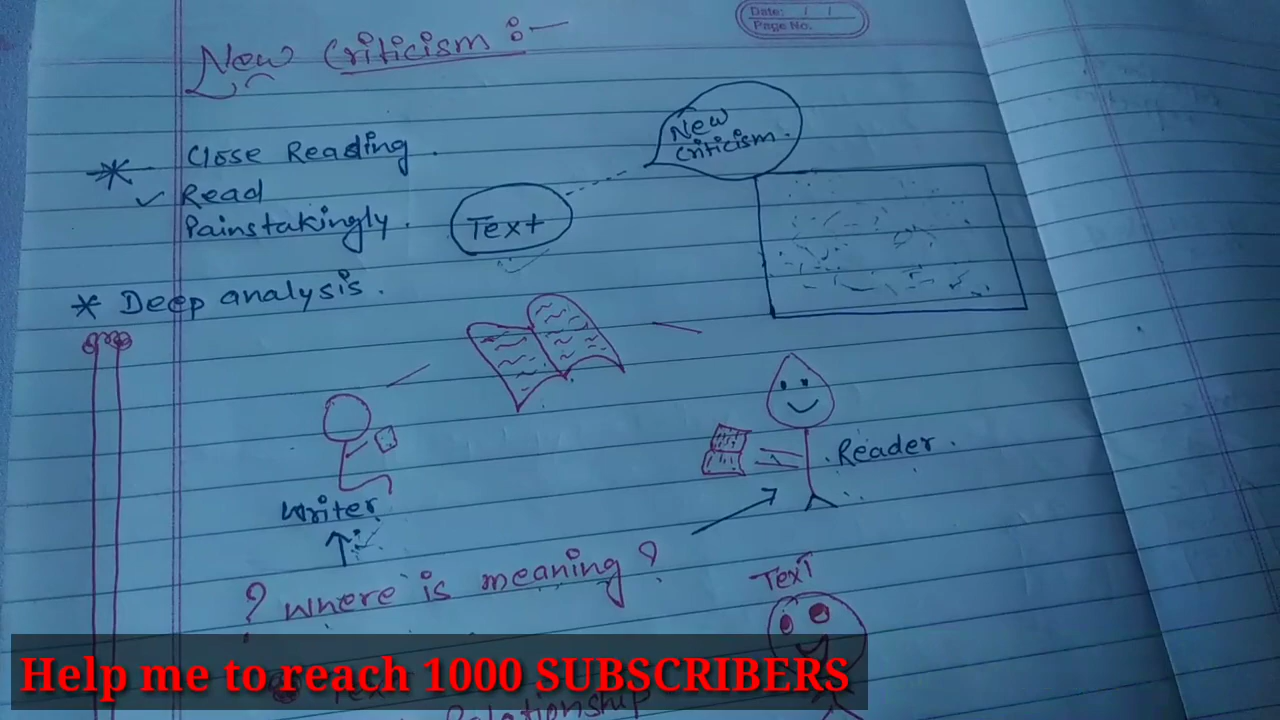 Date: / /
Page No.
New Criticism :-
New
Criticism.
* Close Reading.
✓ Read
Painstakingly.
Text
* Deep analysis.
Reader.
Writer
? Where is meaning?
Text
Help me to reach 1000 SUBSCRIBERS
Relationship